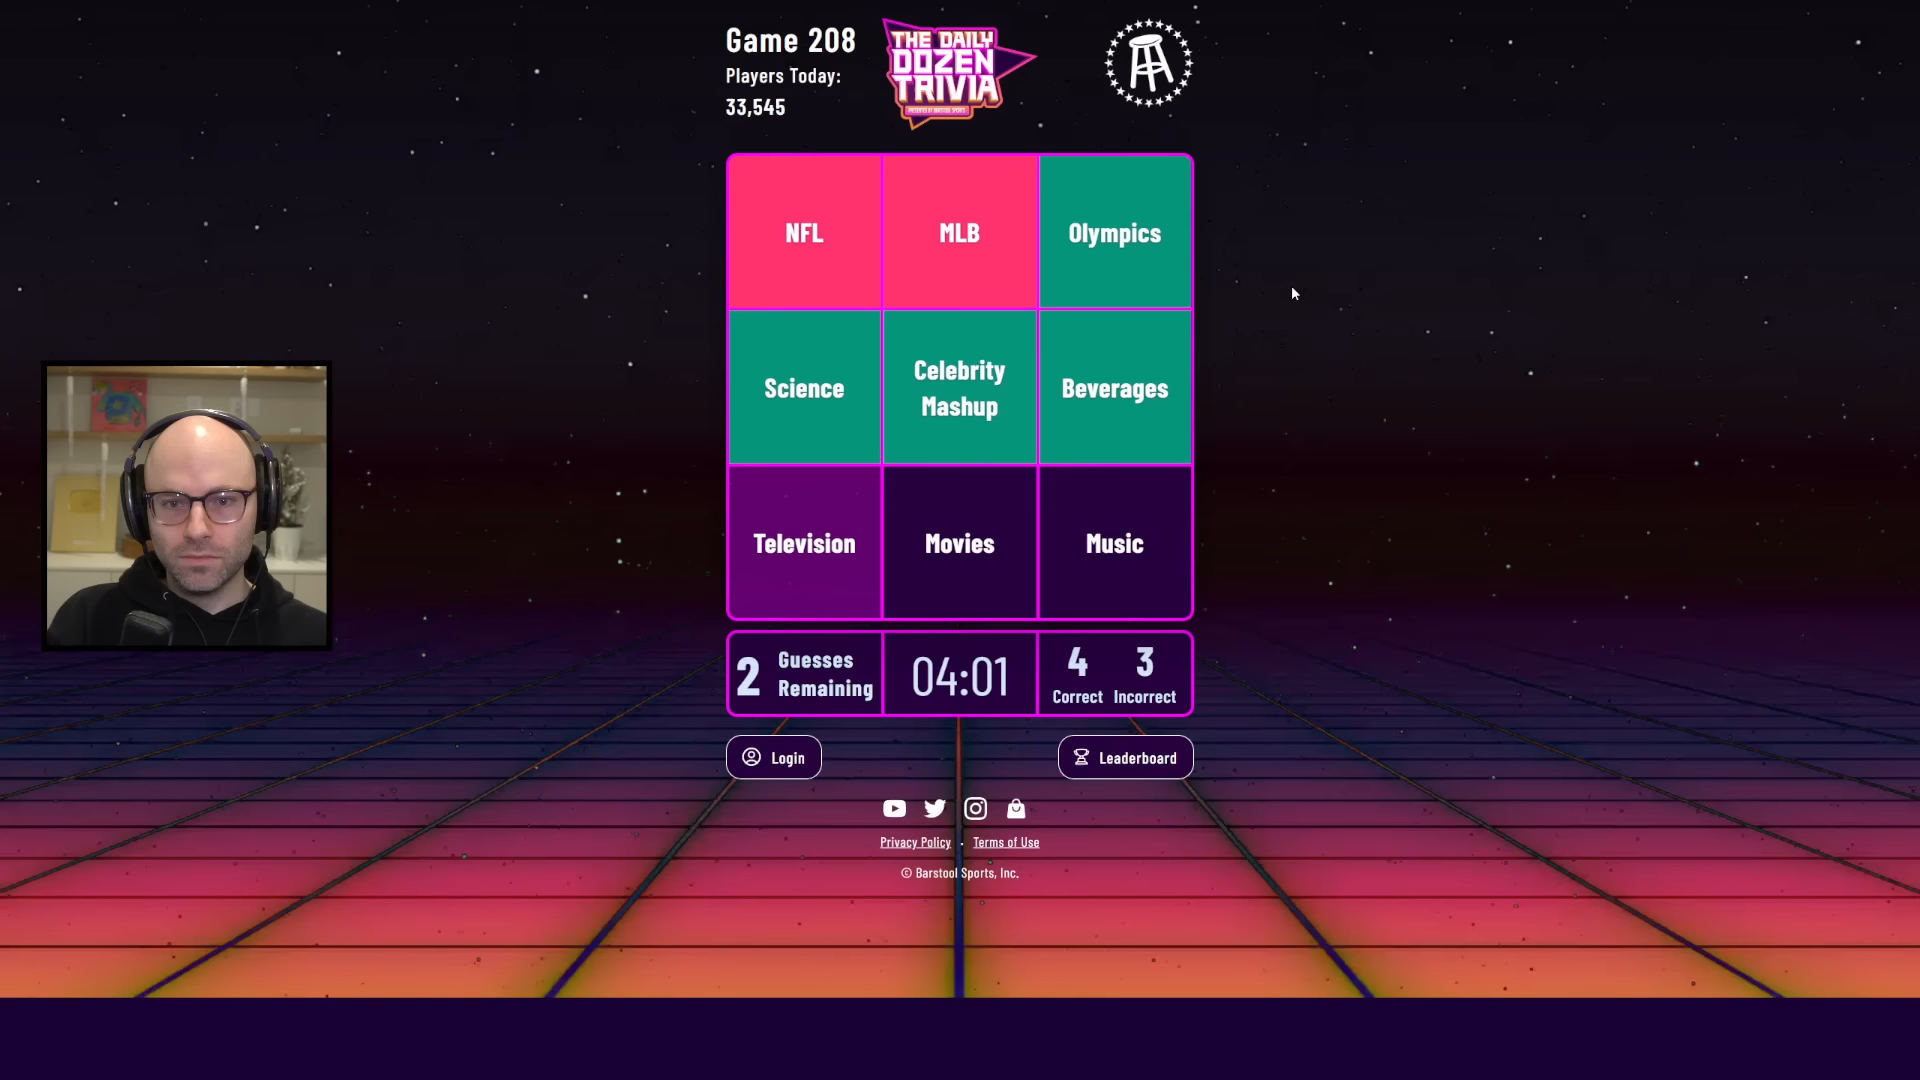 Game 208
Players Today:
33,545
THE DAILY
DOZEN
TRIVIA
NFL
MLB
Olympics
Science
Celebrity
Mashup
Beverages
Television
Movies
Music
2
Guesses
Remaining
04:01
4
Correct
3
Incorrect
Login
Leaderboard
Privacy Policy
·
Terms of Use
© Barstool Sports, Inc.